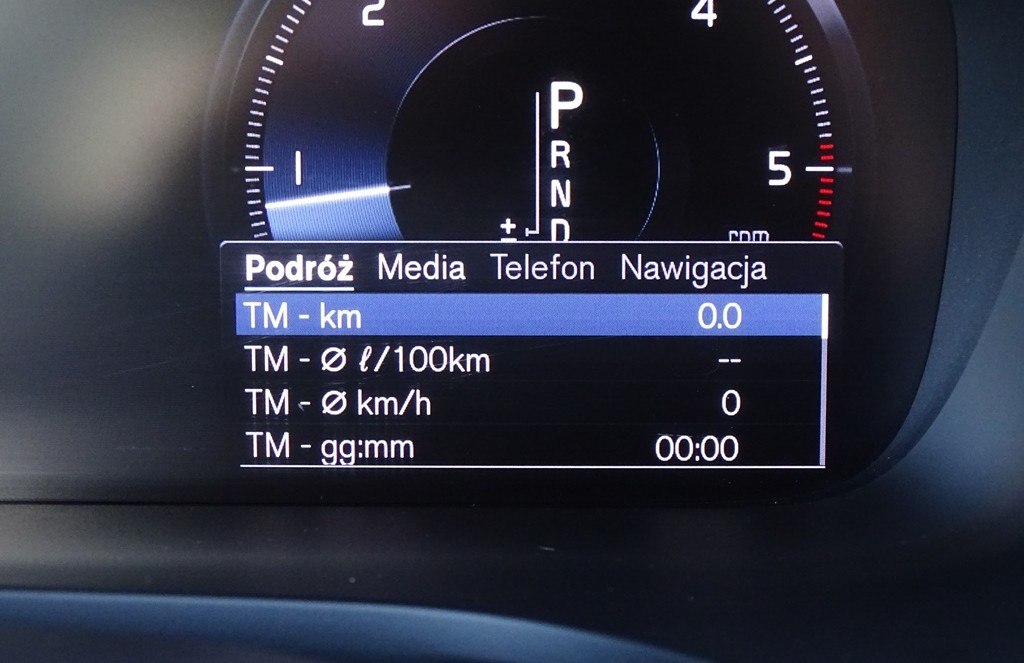 2 4
P
R
1 5
N
± D
rpm
Podróż Media Telefon Nawigacja
TM - km 0.0
TM - Ø ℓ/100km --
TM - Ø km/h 0
TM - gg:mm 00:00